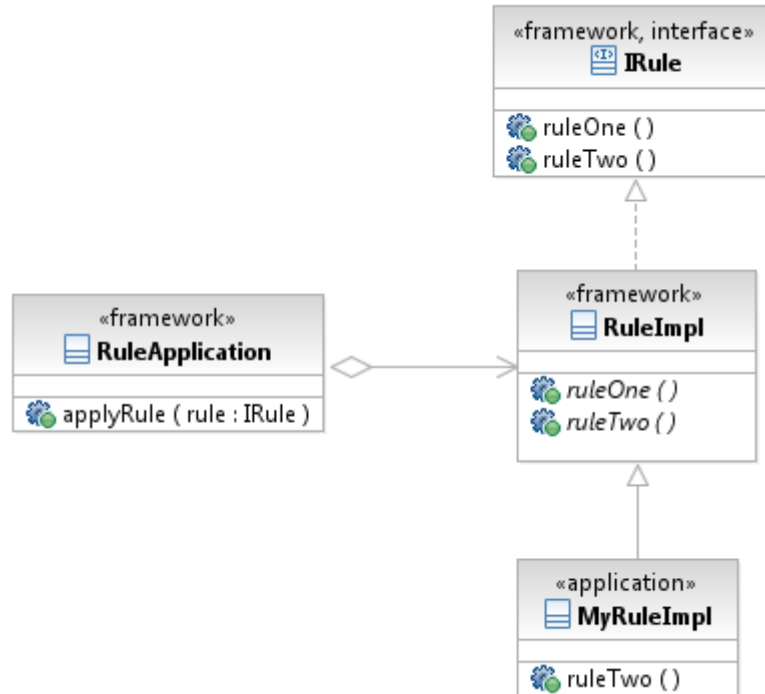 «framework, interface»
IRule
ruleOne ( )
ruleTwo ( )
«framework»
RuleApplication
applyRule ( rule : IRule )
«framework»
RuleImpl
ruleOne ( )
ruleTwo ( )
«application»
MyRuleImpl
ruleTwo ( )